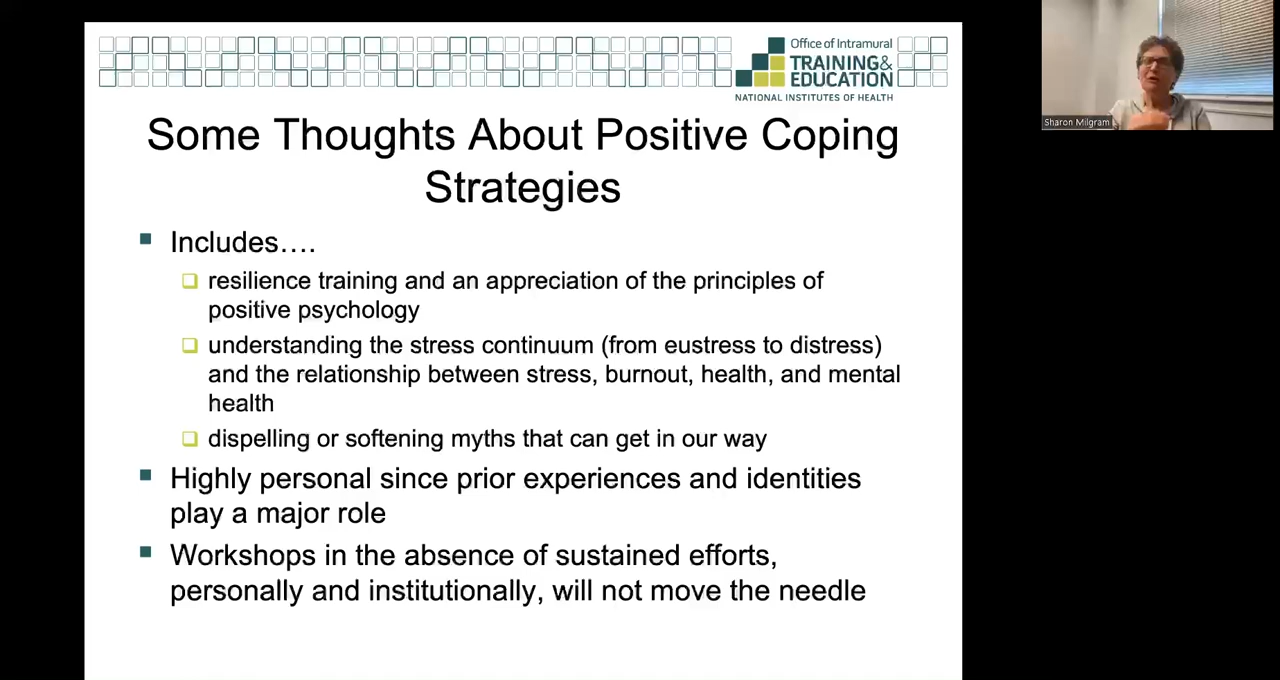 Office of Intramural
TRAINING&
EDUCATION
NATIONAL INSTITUTES OF HEALTH
Sharon Milgram
Some Thoughts About Positive Coping
Strategies
Includes….
resilience training and an appreciation of the principles of
positive psychology
understanding the stress continuum (from eustress to distress)
and the relationship between stress, burnout, health, and mental
health
dispelling or softening myths that can get in our way
Highly personal since prior experiences and identities
play a major role
Workshops in the absence of sustained efforts,
personally and institutionally, will not move the needle